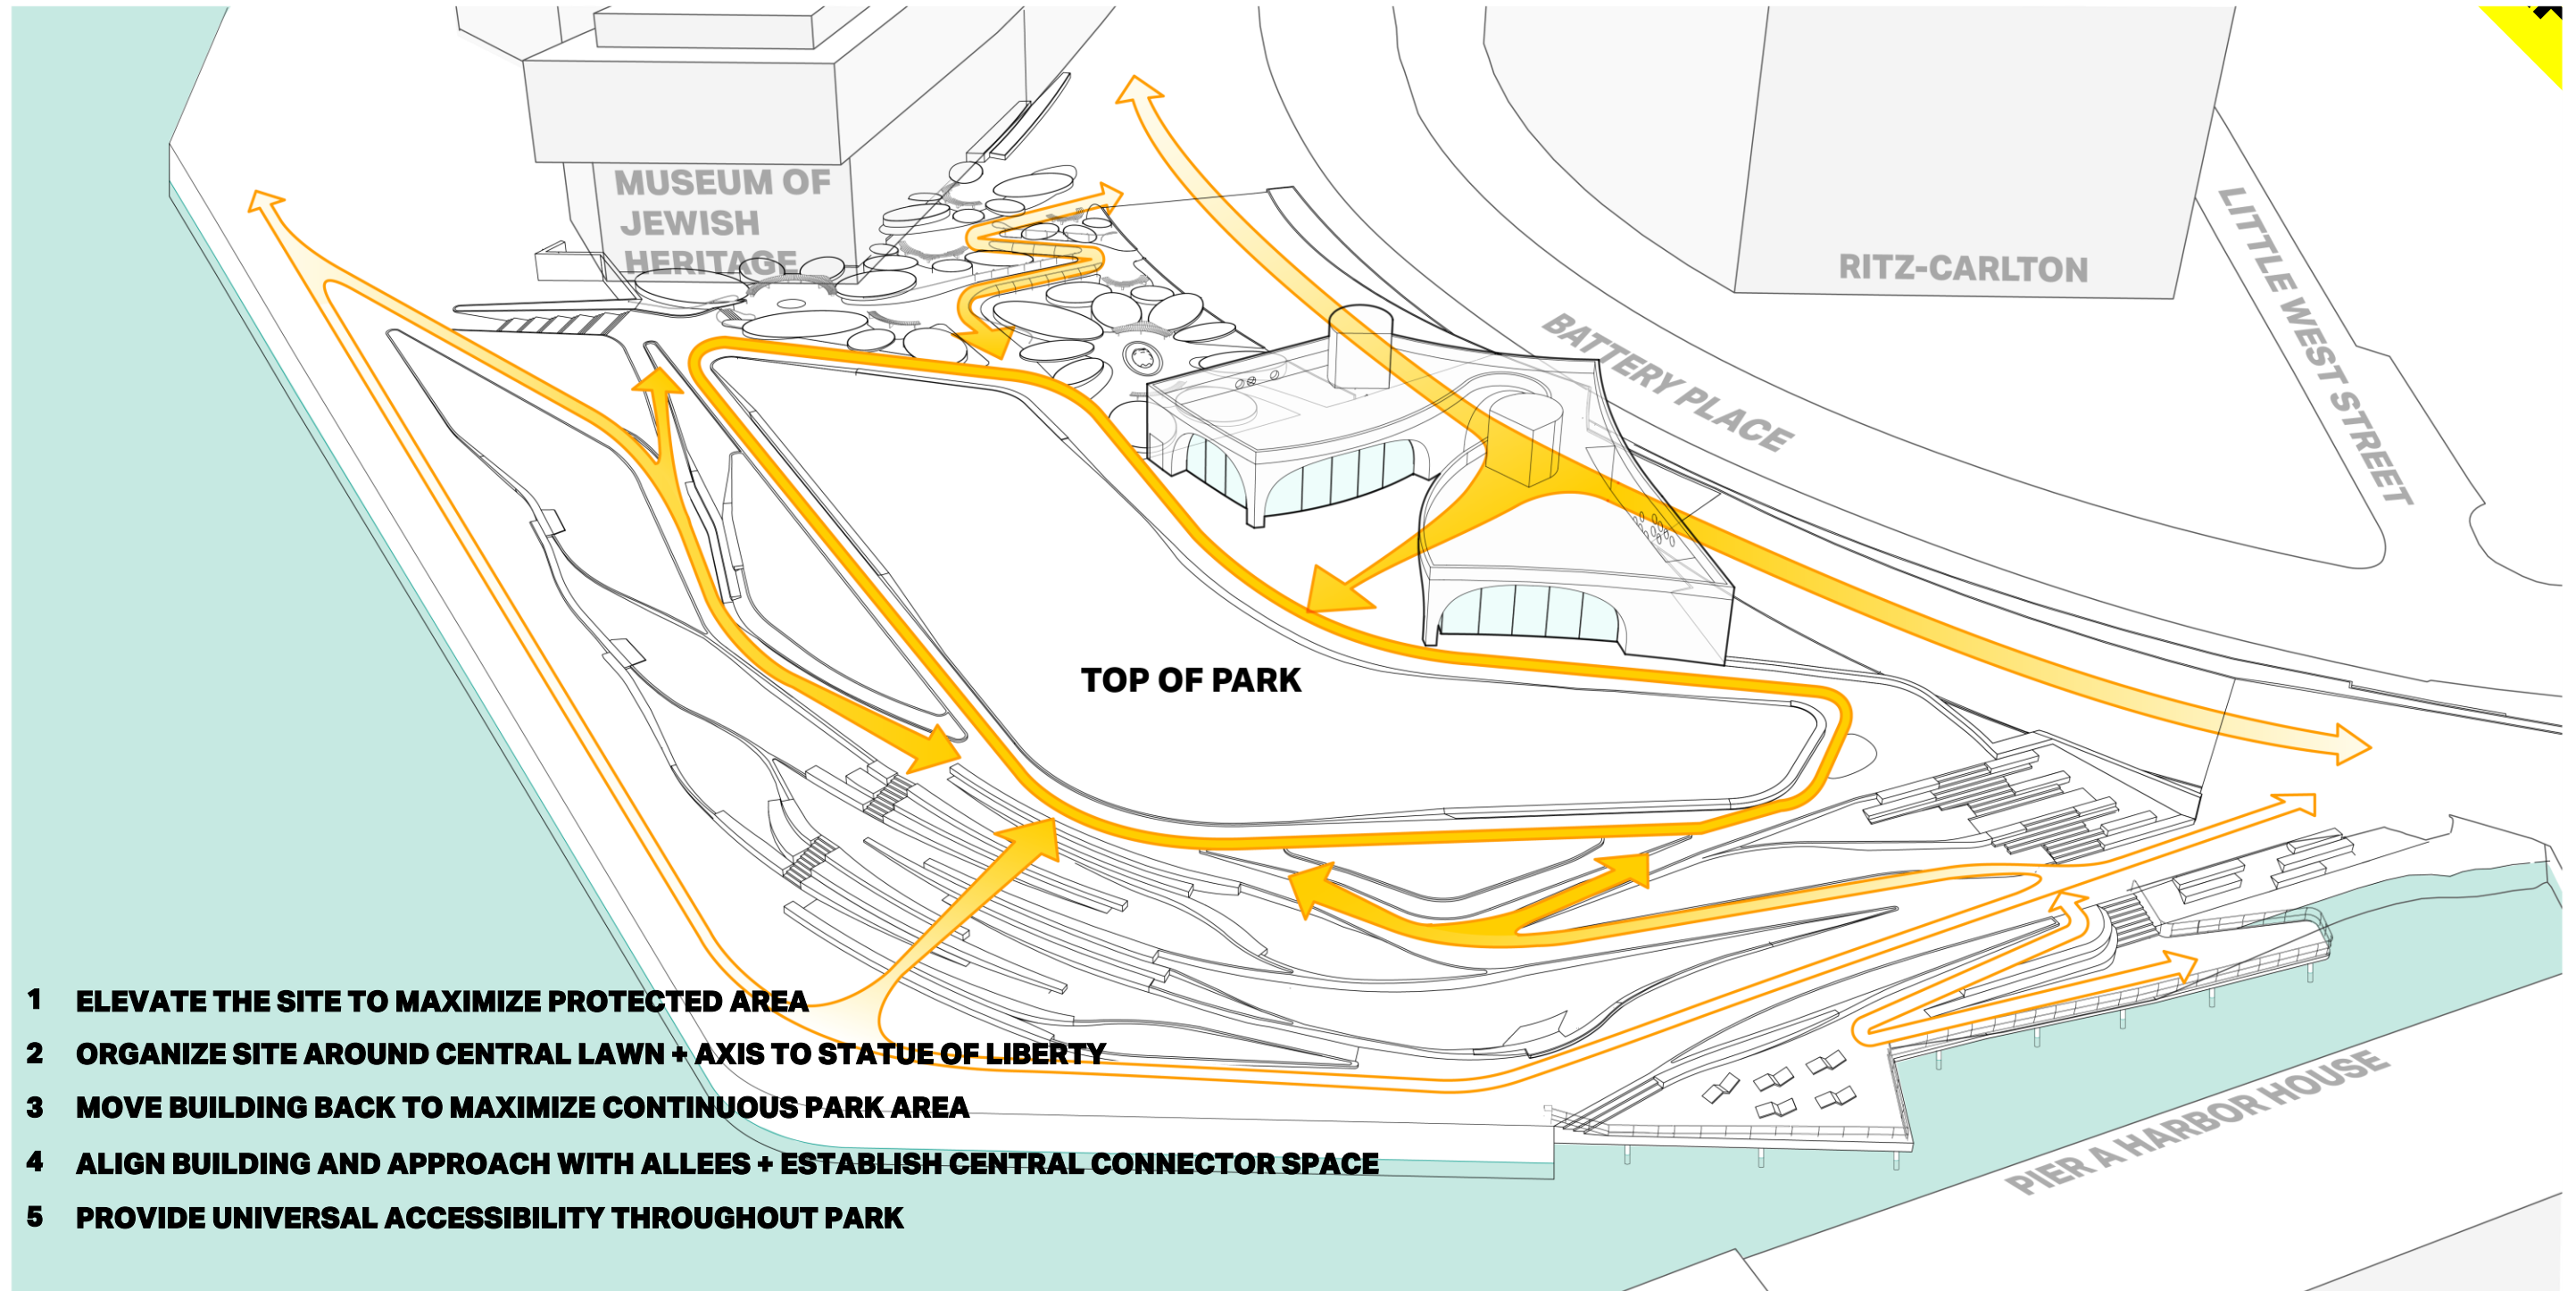 MUSEUM OF
JEWISH
HERITAGE
RITZ-CARLTON
LITTLE WEST STREET
BATTERY PLACE
TOP OF PARK
1 ELEVATE THE SITE TO MAXIMIZE PROTECTED AREA
2 ORGANIZE SITE AROUND CENTRAL LAWN + AXIS TO STATUE OF LIBERTY
3 MOVE BUILDING BACK TO MAXIMIZE CONTINUOUS PARK AREA
4 ALIGN BUILDING AND APPROACH WITH ALLEES + ESTABLISH CENTRAL CONNECTOR SPACE
5 PROVIDE UNIVERSAL ACCESSIBILITY THROUGHOUT PARK
PIER A HARBOR HOUSE